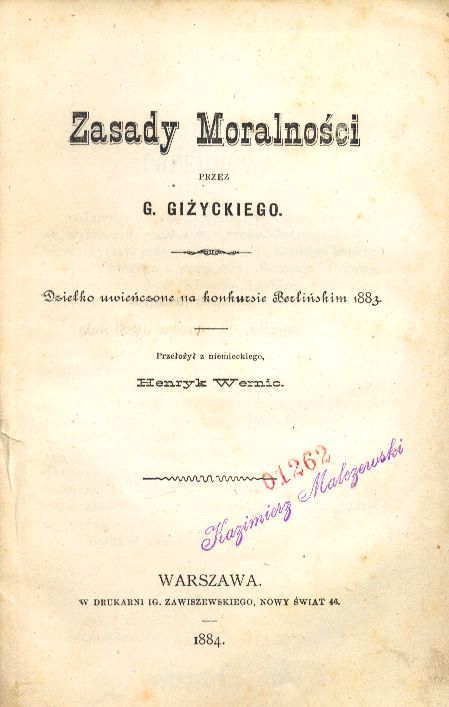 Zasady Moralności
PRZEZ
G. GIŻYCKIEGO.
Dziełko uwieńczone na konkursie Berlińskim 1883.
Przełożył z niemieckiego,
Henryk Wernic.
01262
Kazimierz Malczewski
WARSZAWA.
W DRUKARNI IG. ZAWISZEWSKIEGO, NOWY ŚWIAT 46.
1884.